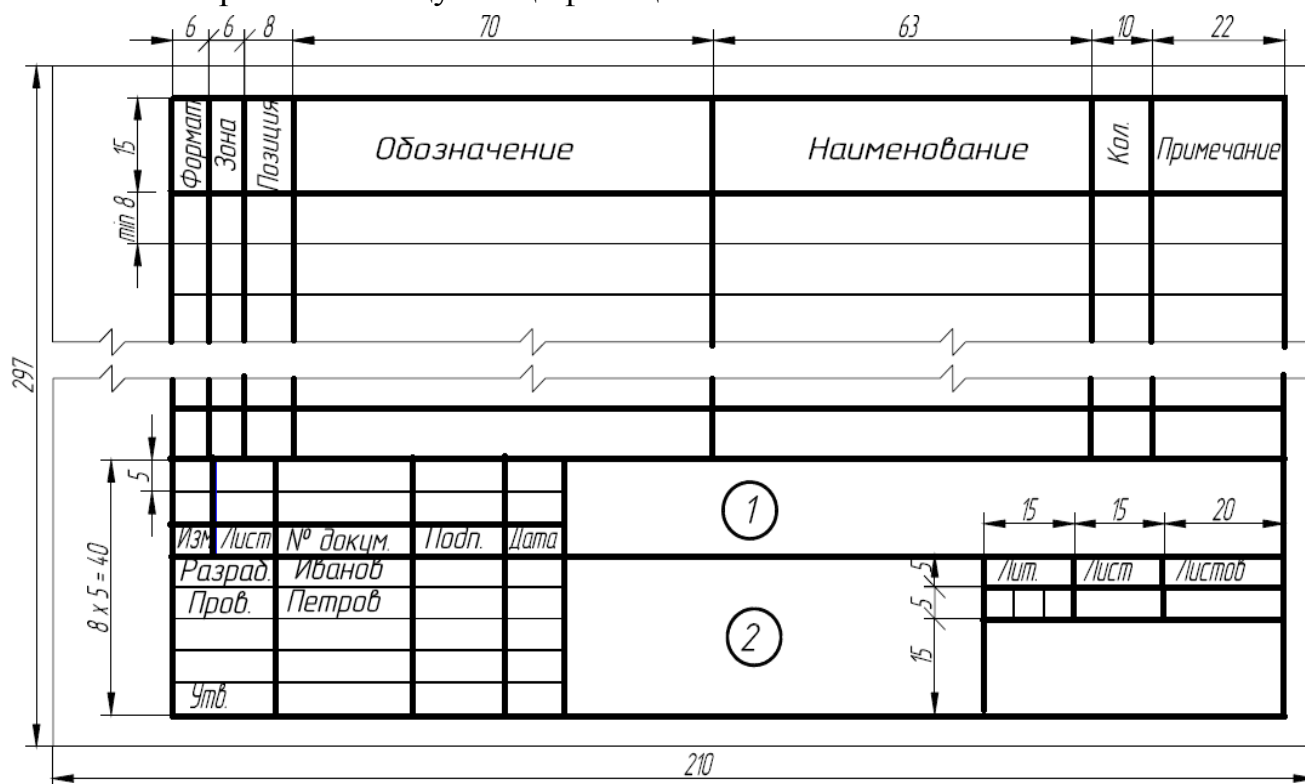 6 6 8 70 63 10 22
15 Формат Зона Позиция Обозначение Наименование Кол. Примечание
min 8
297
5
1
15 15 20
Изм Лист № докум. Подп. Дата
8 х 5 = 40
Разраб. Иванов 5 Лит. Лист Листов
Пров. Петров 5
2
15
Утв.
210